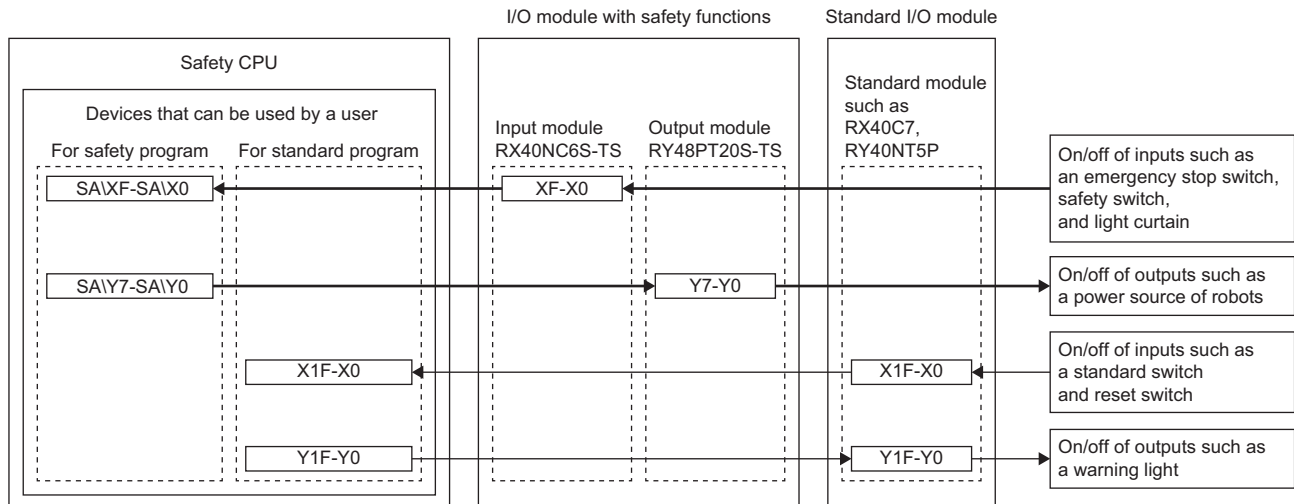 I/O module with safety functions
Standard I/O module
Safety CPU
Devices that can be used by a user
For safety program
For standard program
Input module
RX40NC6S-TS
Output module
RY48PT20S-TS
Standard module
such as
RX40C7,
RY40NT5P
SA\XF-SA\X0
XF-X0
On/off of inputs such as
an emergency stop switch,
safety switch,
and light curtain
SA\Y7-SA\Y0
Y7-Y0
On/off of outputs such as
a power source of robots
X1F-X0
X1F-X0
On/off of inputs such as
a standard switch
and reset switch
Y1F-Y0
Y1F-Y0
On/off of outputs such as
a warning light